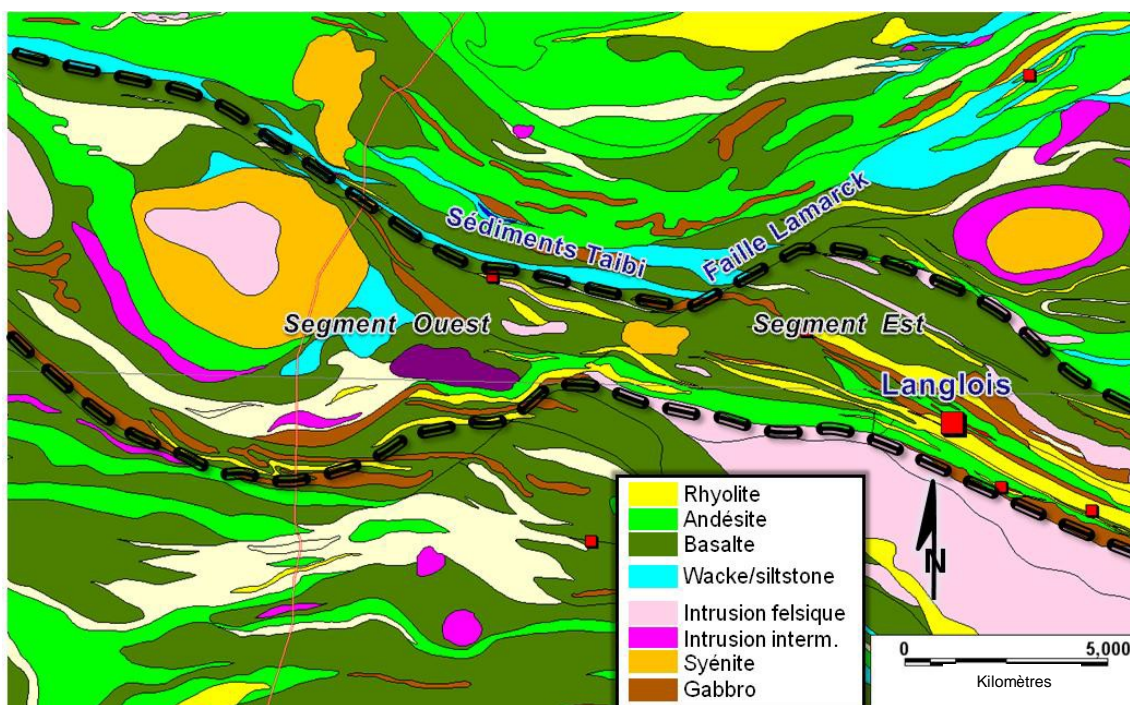 Sédiments Taibi
Faille Lamarck
Segment Ouest
Segment Est
Langlois
Rhyolite
Andésite
Basalte
Wacke/siltstone
Intrusion felsique
Intrusion interm.
Syénite
Gabbro
N
0 5,000
Kilomètres